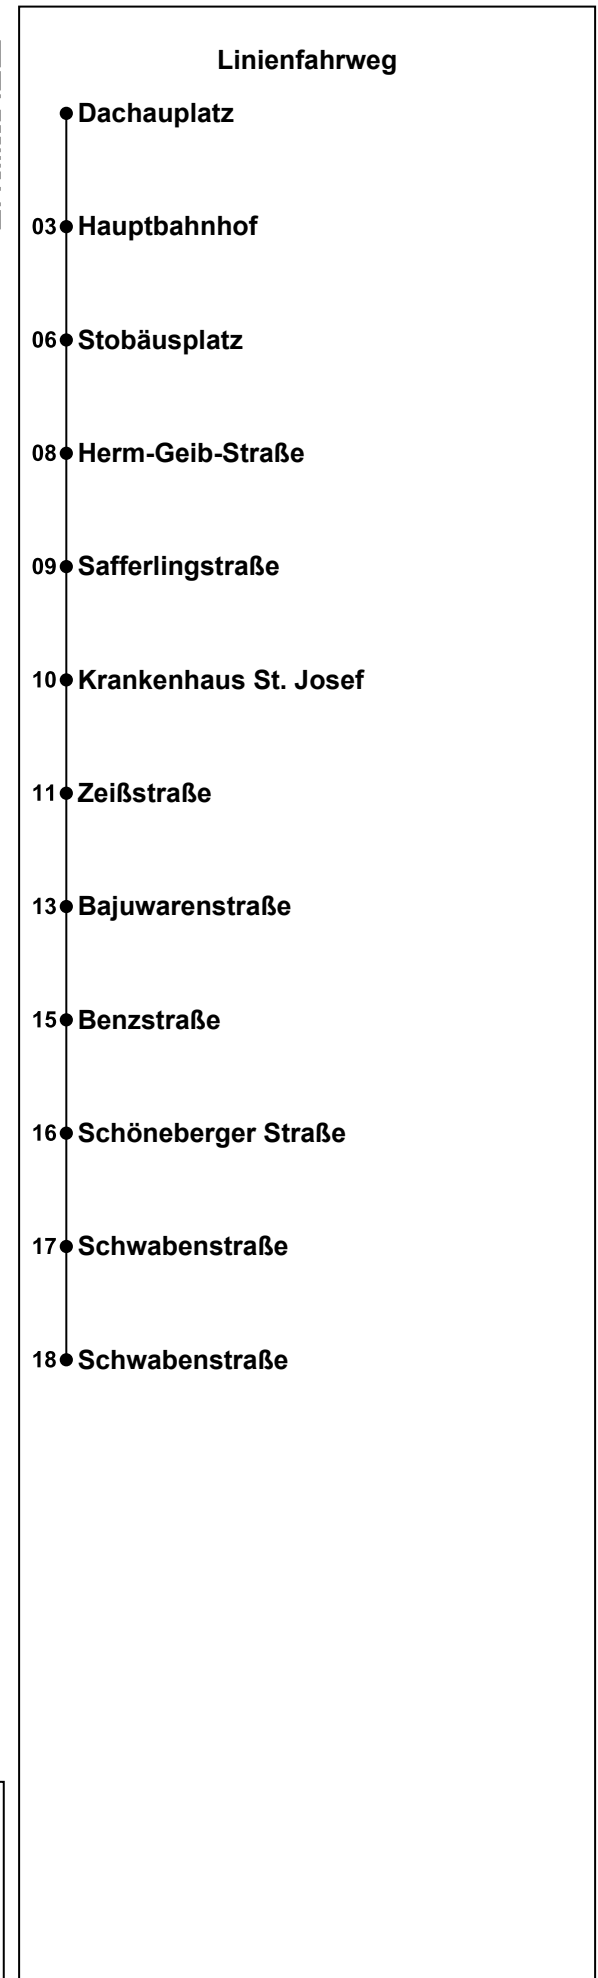 Linienfahrweg
Dachauplatz
03 Hauptbahnhof
06 Stobäusplatz
08 Herm-Geib-Straße
09 Safferlingstraße
10 Krankenhaus St. Josef
11 Zeißstraße
13 Bajuwarenstraße
15 Benzstraße
16 Schöneberger Straße
17 Schwabenstraße
18 Schwabenstraße